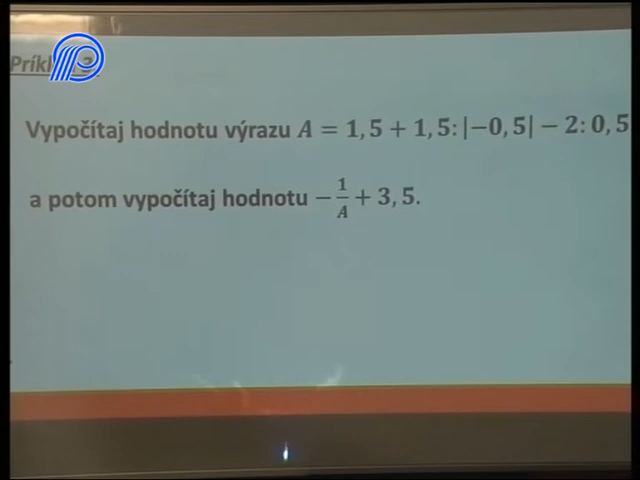 Vypočítaj hodnotu výrazu A = 1,5 + 1,5:|−0,5| − 2:0,5
a potom vypočítaj hodnotu −1/A + 3,5.